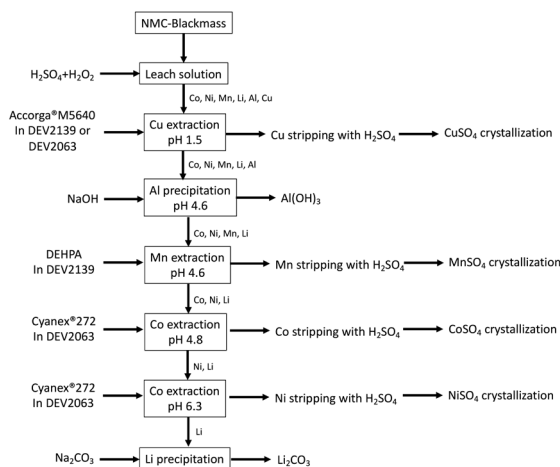 NMC-Blackmass
H₂SO₄+H₂O₂
Leach solution
Co, Ni, Mn, Li, Al, Cu
Accorga®M5640
In DEV2139 or
DEV2063
Cu extraction
pH 1.5
Cu stripping with H₂SO₄
CuSO₄ crystallization
Co, Ni, Mn, Li, Al
NaOH
Al precipitation
pH 4.6
Al(OH)₃
Co, Ni, Mn, Li
DEHPA
In DEV2139
Mn extraction
pH 4.6
Mn stripping with H₂SO₄
MnSO₄ crystallization
Co, Ni, Li
Cyanex®272
In DEV2063
Co extraction
pH 4.8
Co stripping with H₂SO₄
CoSO₄ crystallization
Ni, Li
Cyanex®272
In DEV2063
Co extraction
pH 6.3
Ni stripping with H₂SO₄
NiSO₄ crystallization
Li
Na₂CO₃
Li precipitation
Li₂CO₃